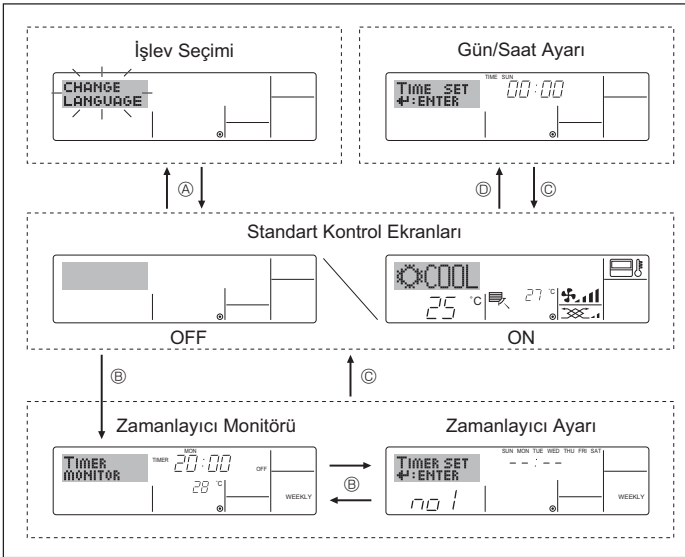 İşlev Seçimi
CHANGE
LANGUAGE
Gün/Saat Ayarı
TIME SUN
TIME SET
↵:ENTER
00:00
Ⓐ
Ⓓ
Ⓒ
Standart Kontrol Ekranları
COOL
25 °C
27 °C
OFF
ON
Ⓑ
Ⓒ
Zamanlayıcı Monitörü
TIMER
MONITOR
MON
TIMER 20:00 OFF
28 °C
WEEKLY
Ⓑ
Zamanlayıcı Ayarı
SUN MON TUE WED THU FRI SAT
TIMER SET
↵:ENTER
--:--
no 1
WEEKLY